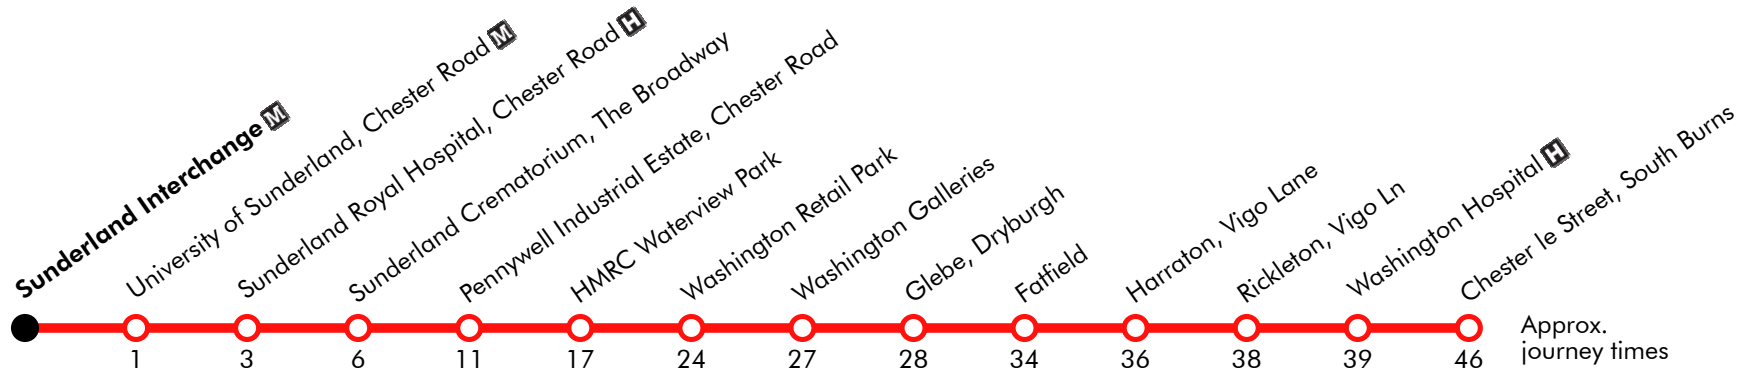 Sunderland Interchange M
University of Sunderland, Chester Road M
Sunderland Royal Hospital, Chester Road H
Sunderland Crematorium, The Broadway
Pennywell Industrial Estate, Chester Road
HMRC Waterview Park
Washington Retail Park
Washington Galleries
Glebe, Dryburgh
Fatfield
Harraton, Vigo Lane
Rickleton, Vigo Ln
Washington Hospital H
Chester le Street, South Burns
1 3 6 11 17 24 27 28 34 36 38 39 46
Approx.
journey times